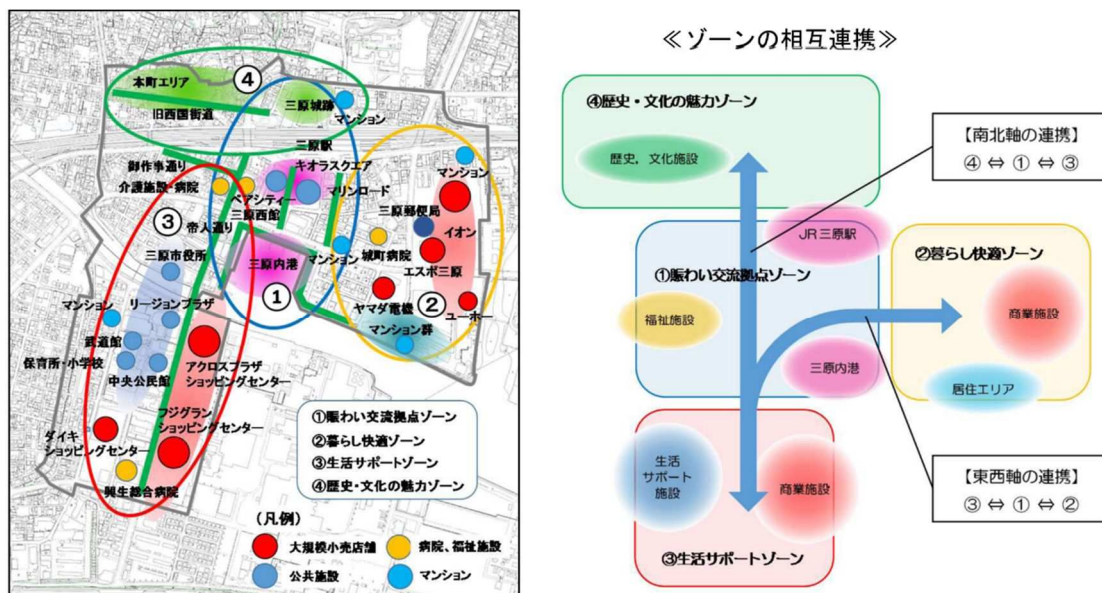 本町エリア
④
旧西国街道
三原城跡
マンション
三原駅
御作事通り
キオラスクエア
介護施設・病院
ペアシティー
三原西館
マリンロード
マンション
③
帝人通り
三原郵便局
イオン
三原市役所
三原内港
マンション
城町病院
エスポ三原
①
マンション
リージョンプラザ
ヤマダ電機
②
ユーホー
武道館
マンション群
保育所・小学校
アクロスプラザ
ショッピングセンター
中央公民館
ダイキ
ショッピングセンター
フジグラン
ショッピングセンター
興生総合病院
①賑わい交流拠点ゾーン
②暮らし快適ゾーン
③生活サポートゾーン
④歴史・文化の魅力ゾーン
(凡例)
大規模小売店舗
病院、福祉施設
公共施設
マンション
≪ゾーンの相互連携≫
④歴史・文化の魅力ゾーン
歴史,文化施設
【南北軸の連携】
④ ⇔ ① ⇔ ③
JR三原駅
①賑わい交流拠点ゾーン
②暮らし快適ゾーン
福祉施設
商業施設
三原内港
居住エリア
生活
サポート
施設
商業施設
【東西軸の連携】
③ ⇔ ① ⇔ ②
③生活サポートゾーン